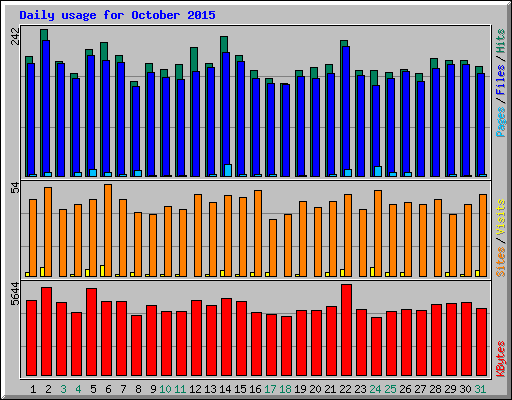 Daily usage for October 2015
242
Pages / Files / Hits
54
Sites / Visits
5644
KBytes
1 2 3 4 5 6 7 8 9 10 11 12 13 14 15 16 17 18 19 20 21 22 23 24 25 26 27 28 29 30 31